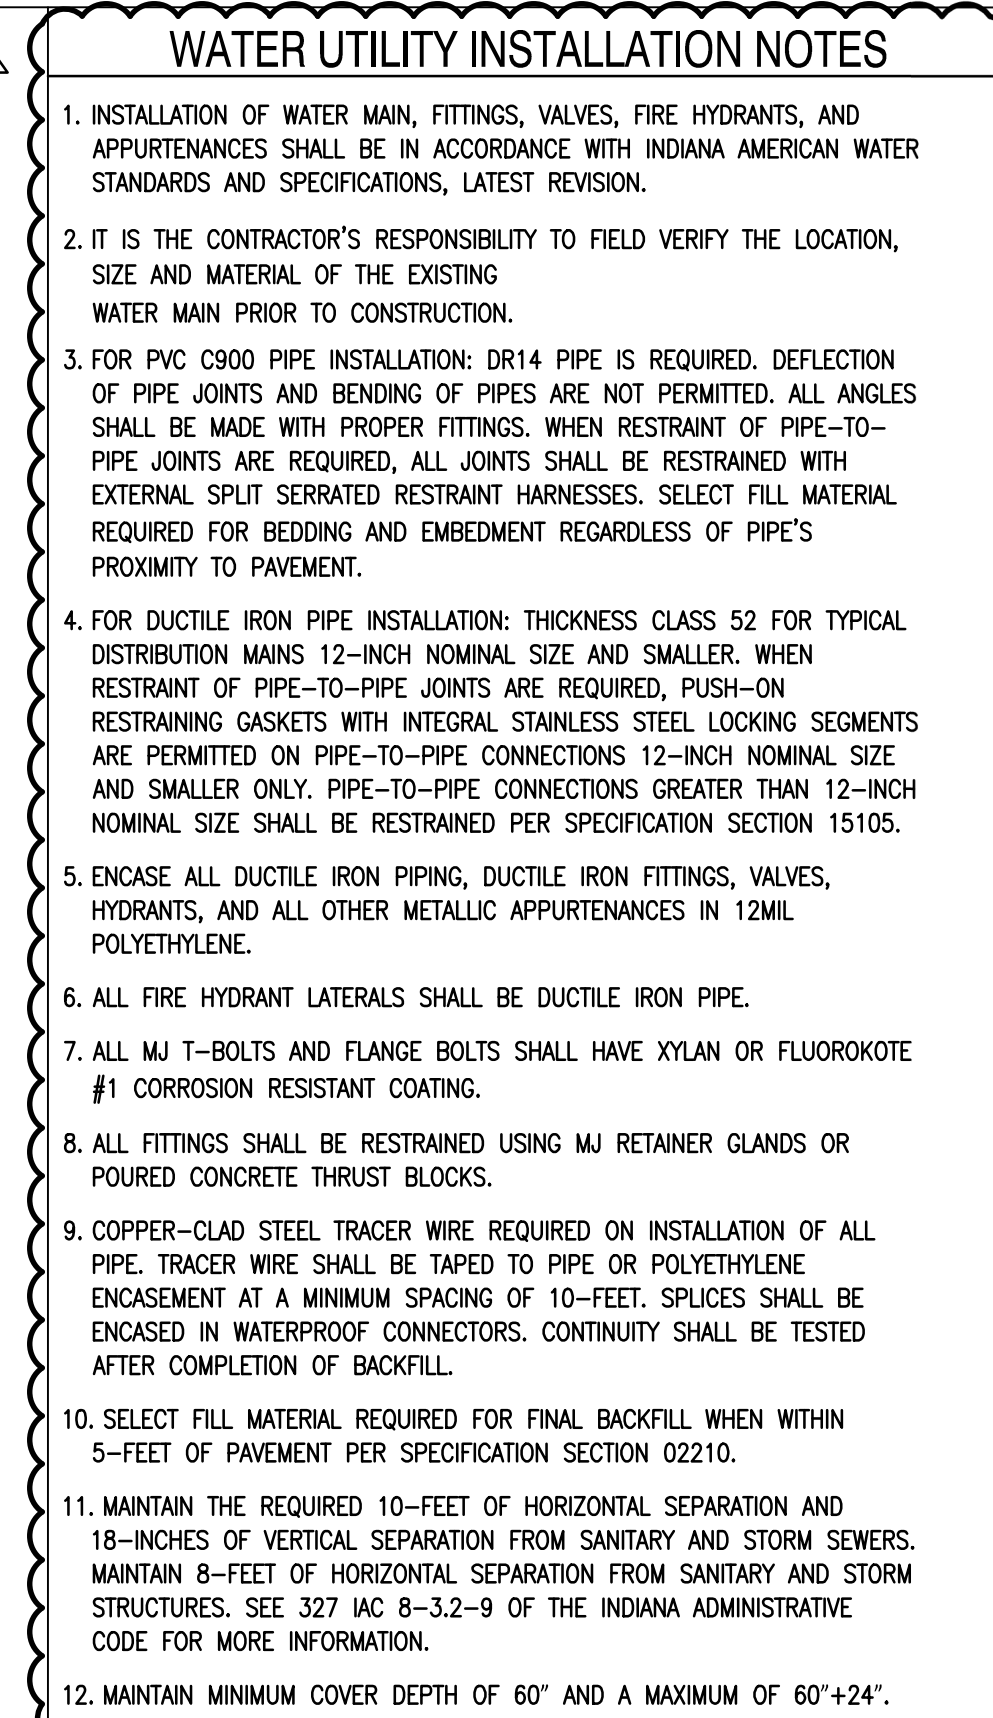 WATER UTILITY INSTALLATION NOTES
1. INSTALLATION OF WATER MAIN, FITTINGS, VALVES, FIRE HYDRANTS, AND
APPURTENANCES SHALL BE IN ACCORDANCE WITH INDIANA AMERICAN WATER
STANDARDS AND SPECIFICATIONS, LATEST REVISION.
2. IT IS THE CONTRACTOR'S RESPONSIBILITY TO FIELD VERIFY THE LOCATION,
SIZE AND MATERIAL OF THE EXISTING
WATER MAIN PRIOR TO CONSTRUCTION.
3. FOR PVC C900 PIPE INSTALLATION: DR14 PIPE IS REQUIRED. DEFLECTION
OF PIPE JOINTS AND BENDING OF PIPES ARE NOT PERMITTED. ALL ANGLES
SHALL BE MADE WITH PROPER FITTINGS. WHEN RESTRAINT OF PIPE-TO-
PIPE JOINTS ARE REQUIRED, ALL JOINTS SHALL BE RESTRAINED WITH
EXTERNAL SPLIT SERRATED RESTRAINT HARNESSES. SELECT FILL MATERIAL
REQUIRED FOR BEDDING AND EMBEDMENT REGARDLESS OF PIPE'S
PROXIMITY TO PAVEMENT.
4. FOR DUCTILE IRON PIPE INSTALLATION: THICKNESS CLASS 52 FOR TYPICAL
DISTRIBUTION MAINS 12-INCH NOMINAL SIZE AND SMALLER. WHEN
RESTRAINT OF PIPE-TO-PIPE JOINTS ARE REQUIRED, PUSH-ON
RESTRAINING GASKETS WITH INTEGRAL STAINLESS STEEL LOCKING SEGMENTS
ARE PERMITTED ON PIPE-TO-PIPE CONNECTIONS 12-INCH NOMINAL SIZE
AND SMALLER ONLY. PIPE-TO-PIPE CONNECTIONS GREATER THAN 12-INCH
NOMINAL SIZE SHALL BE RESTRAINED PER SPECIFICATION SECTION 15105.
5. ENCASE ALL DUCTILE IRON PIPING, DUCTILE IRON FITTINGS, VALVES,
HYDRANTS, AND ALL OTHER METALLIC APPURTENANCES IN 12MIL
POLYETHYLENE.
6. ALL FIRE HYDRANT LATERALS SHALL BE DUCTILE IRON PIPE.
7. ALL MJ T-BOLTS AND FLANGE BOLTS SHALL HAVE XYLAN OR FLUOROKOTE
#1 CORROSION RESISTANT COATING.
8. ALL FITTINGS SHALL BE RESTRAINED USING MJ RETAINER GLANDS OR
POURED CONCRETE THRUST BLOCKS.
9. COPPER-CLAD STEEL TRACER WIRE REQUIRED ON INSTALLATION OF ALL
PIPE. TRACER WIRE SHALL BE TAPED TO PIPE OR POLYETHYLENE
ENCASEMENT AT A MINIMUM SPACING OF 10-FEET. SPLICES SHALL BE
ENCASED IN WATERPROOF CONNECTORS. CONTINUITY SHALL BE TESTED
AFTER COMPLETION OF BACKFILL.
10. SELECT FILL MATERIAL REQUIRED FOR FINAL BACKFILL WHEN WITHIN
5-FEET OF PAVEMENT PER SPECIFICATION SECTION 02210.
11. MAINTAIN THE REQUIRED 10-FEET OF HORIZONTAL SEPARATION AND
18-INCHES OF VERTICAL SEPARATION FROM SANITARY AND STORM SEWERS.
MAINTAIN 8-FEET OF HORIZONTAL SEPARATION FROM SANITARY AND STORM
STRUCTURES. SEE 327 IAC 8-3.2-9 OF THE INDIANA ADMINISTRATIVE
CODE FOR MORE INFORMATION.
12. MAINTAIN MINIMUM COVER DEPTH OF 60" AND A MAXIMUM OF 60"+24".